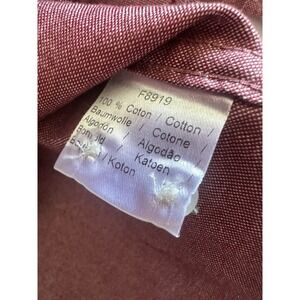 F8919
100 % Coton / Cotton /
Baumwolle / Cotone
Algodón / Algodão /
Katoen
/ Koton